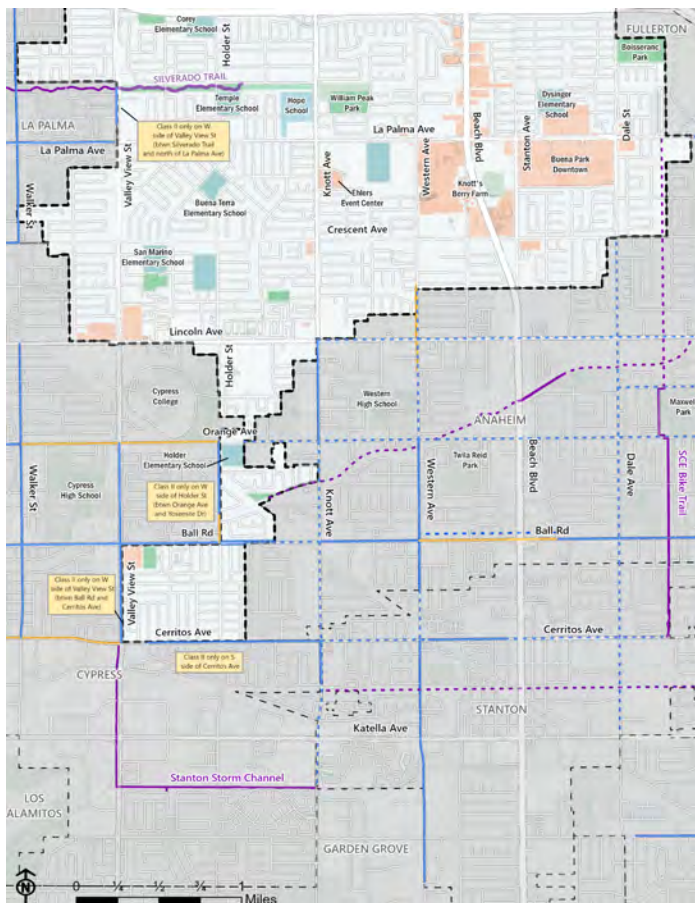 Corey
Elementary School
Holder St
FULLERTON
Boisseranc
Park
SILVERADO TRAIL
Temple
Elementary School
Hope
School
William Peak
Park
Dysinger
Elementary
School
LA PALMA
Class II only on W
side of Valley View St
(btwn Silverado Trail
and north of La Palma Ave)
La Palma Ave
La Palma Ave
Valley View St
Walker St
Knott Ave
Western Ave
Beach Blvd
Stanton Ave
Dale St
Buena Park
Downtown
Ehlers
Event Center
Knott's
Berry Farm
Buena Terra
Elementary School
Crescent Ave
San Marino
Elementary School
Lincoln Ave
Holder St
Cypress
College
Western
High School
Orange Ave
ANAHEIM
Maxwell
Park
Holder
Elementary School
Cypress
High School
Walker St
Class II only on W
side of Holder St
(btwn Orange Ave
and Yosemite Dr)
Twila Reid
Park
Knott Ave
Western Ave
Beach Blvd
Dale Ave
SCE Bike Trail
Ball Rd
Ball Rd
Class II only on W
side of Valley View St
(btwn Ball Rd and
Cerritos Ave)
Valley View St
Cerritos Ave
Cerritos Ave
Class II only on S
side of Cerritos Ave
CYPRESS
STANTON
Katella Ave
Stanton Storm Channel
LOS
ALAMITOS
GARDEN GROVE
N
0 ¼ ½ ¾ 1
Miles